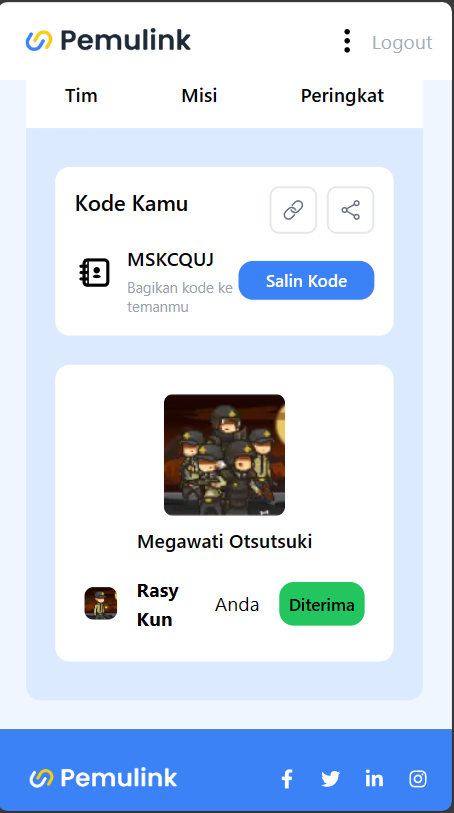 Pemulink
Logout
Tim Misi Peringkat
Kode Kamu
MSKCQUJ
Bagikan kode ke
temanmu
Salin Kode
Megawati Otsutsuki
Rasy
Kun
Anda
Diterima
Pemulink